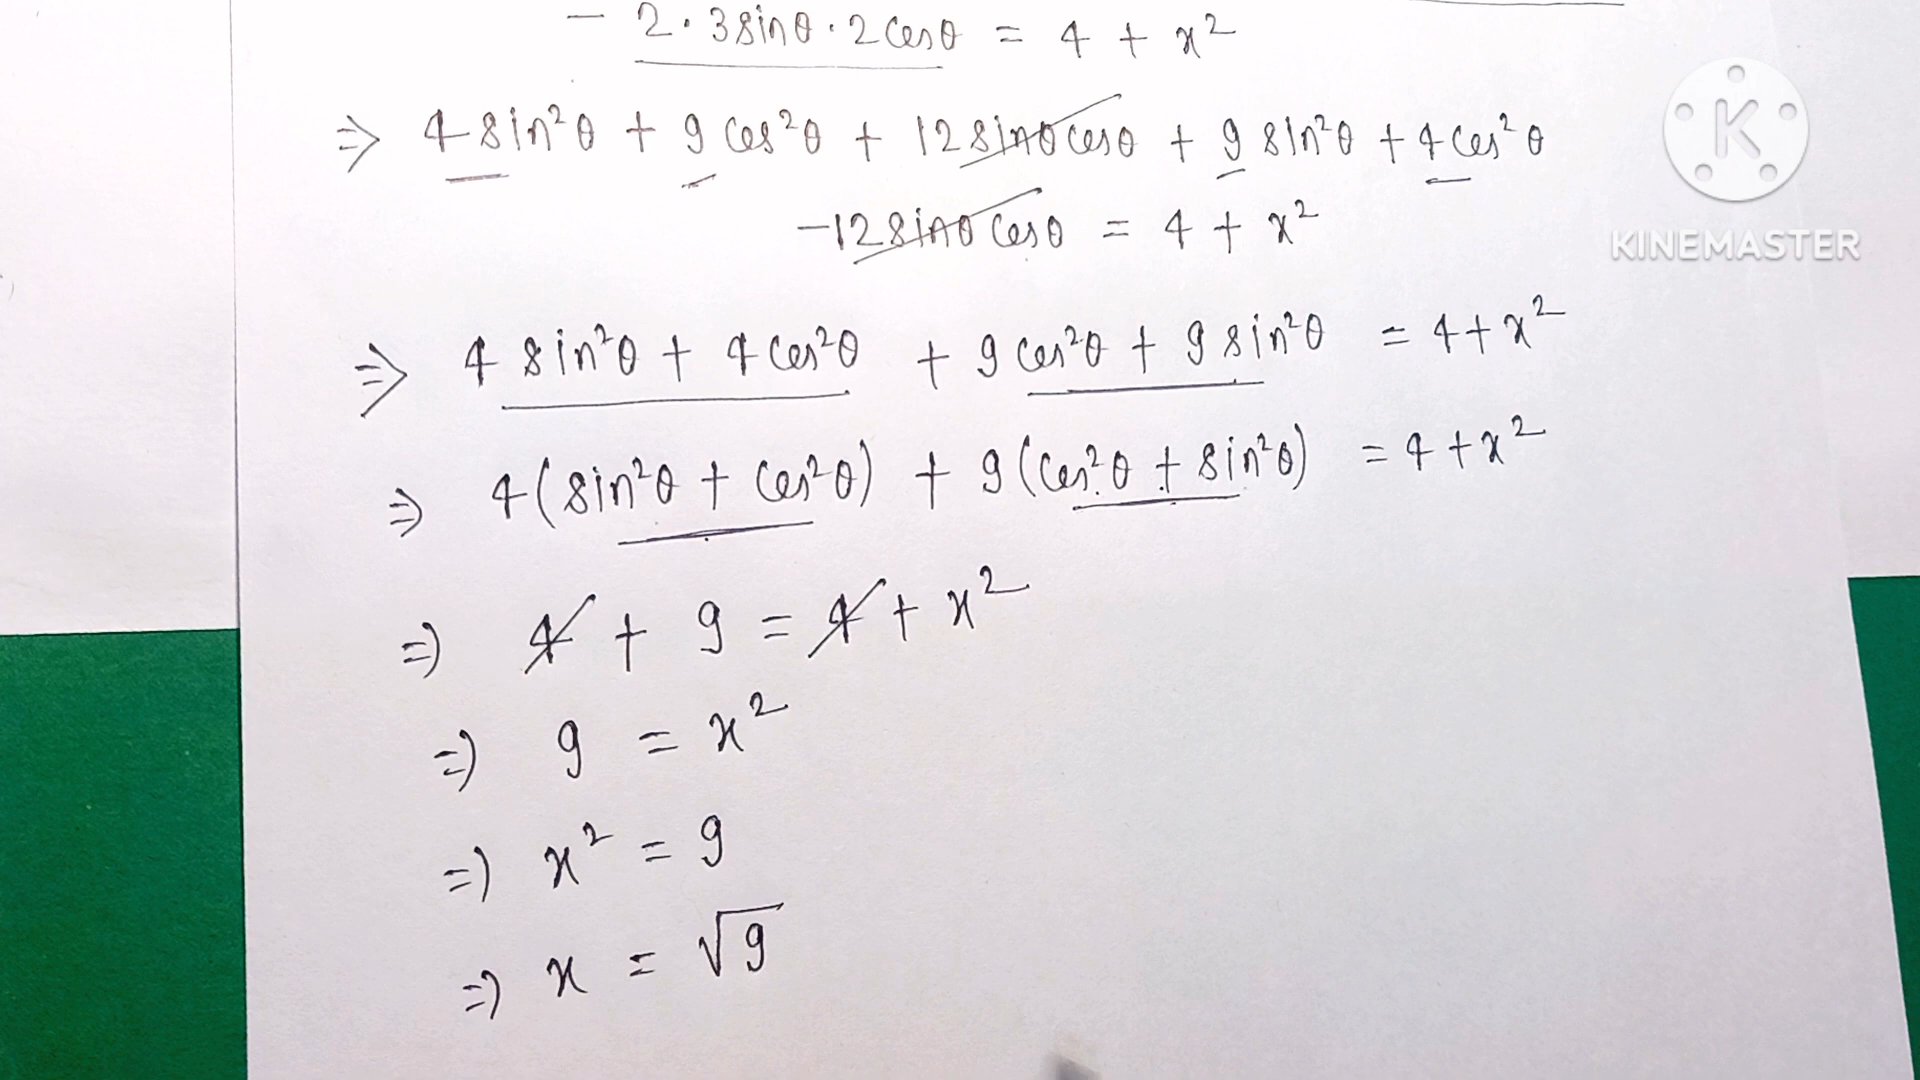 - 2·3sinθ·2cosθ = 4 + x²
⇒ 4sin²θ + 9cos²θ + 12sinθcosθ + 9sin²θ + 4cos²θ
-12sinθcosθ = 4 + x²
⇒ 4sin²θ + 4cos²θ + 9cos²θ + 9sin²θ = 4+x²
⇒ 4(sin²θ + cos²θ) + 9(cos²θ + sin²θ) = 4+x²
⇒ 4 + 9 = 4 + x²
⇒ 9 = x²
⇒ x² = 9
⇒ x = √9
K
KINEMASTER